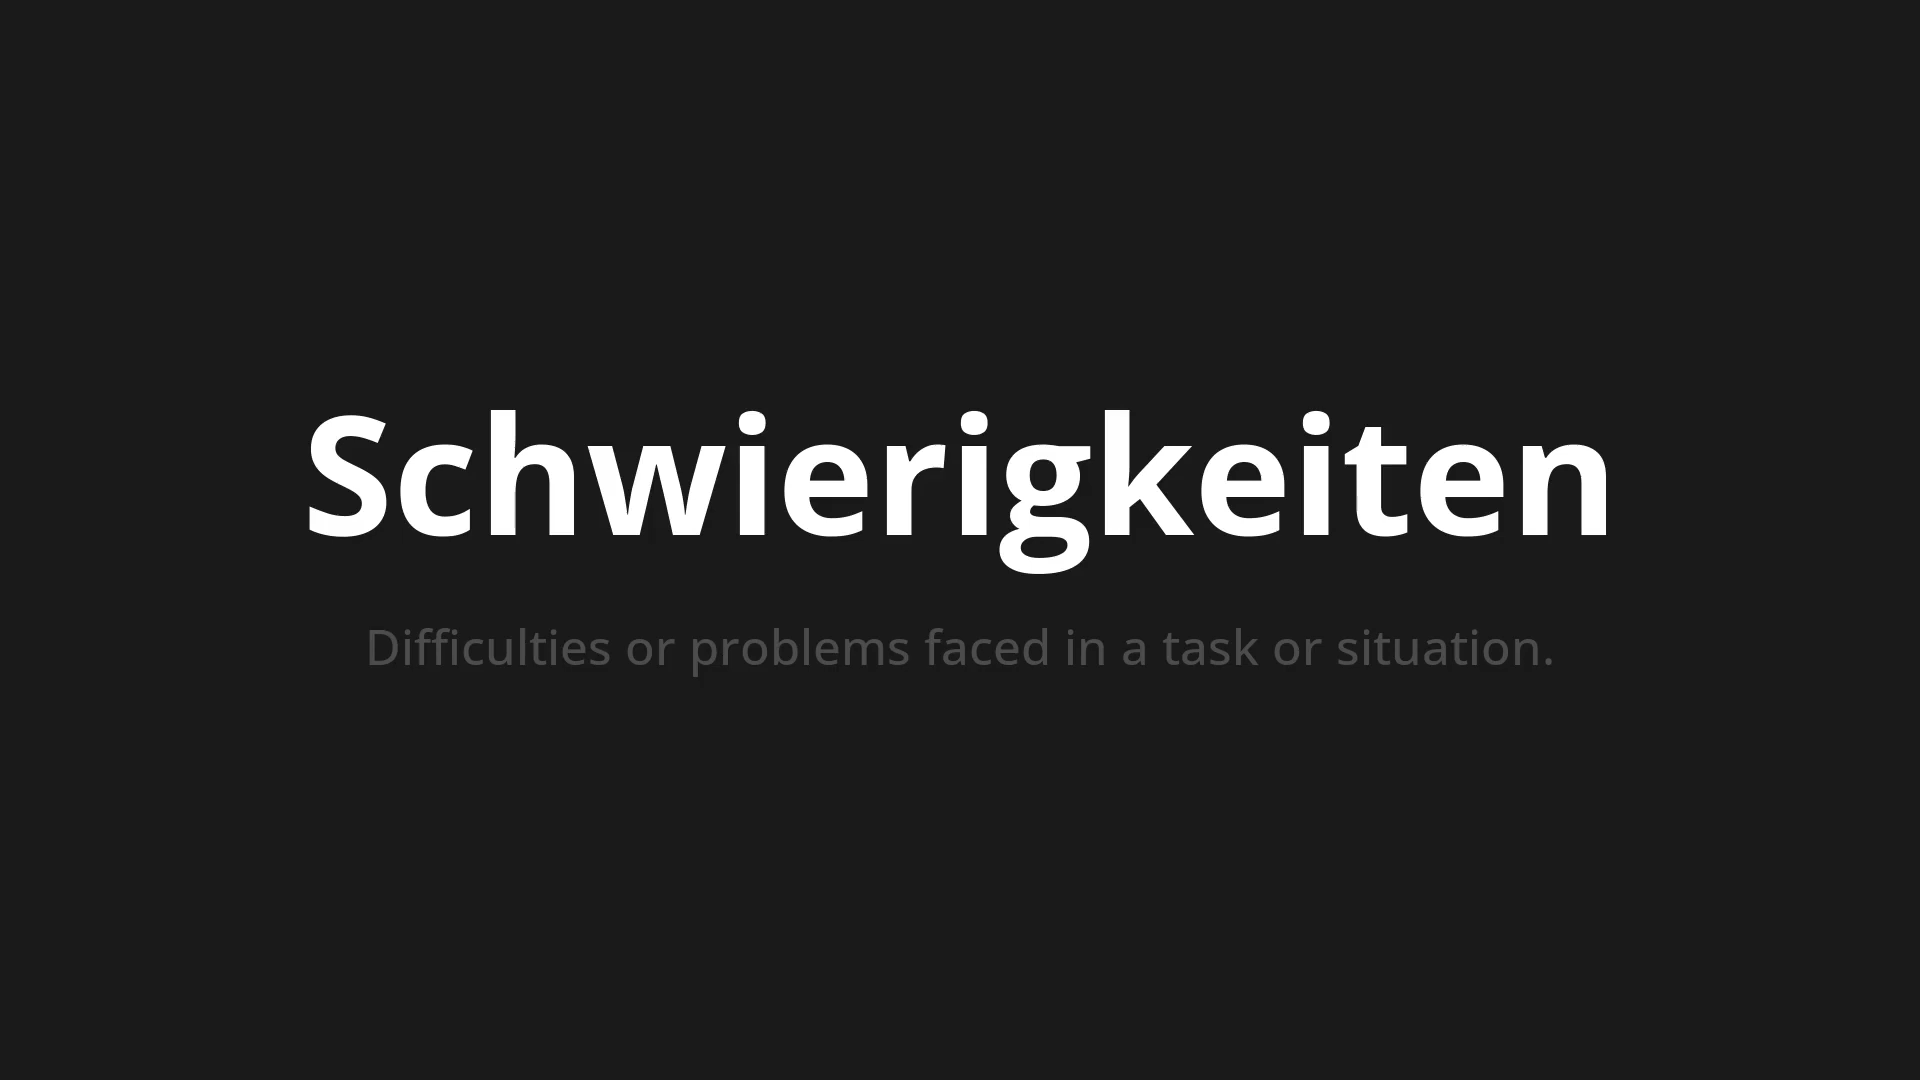 Schwierigkeiten
Difficulties or problems faced in a task or situation.